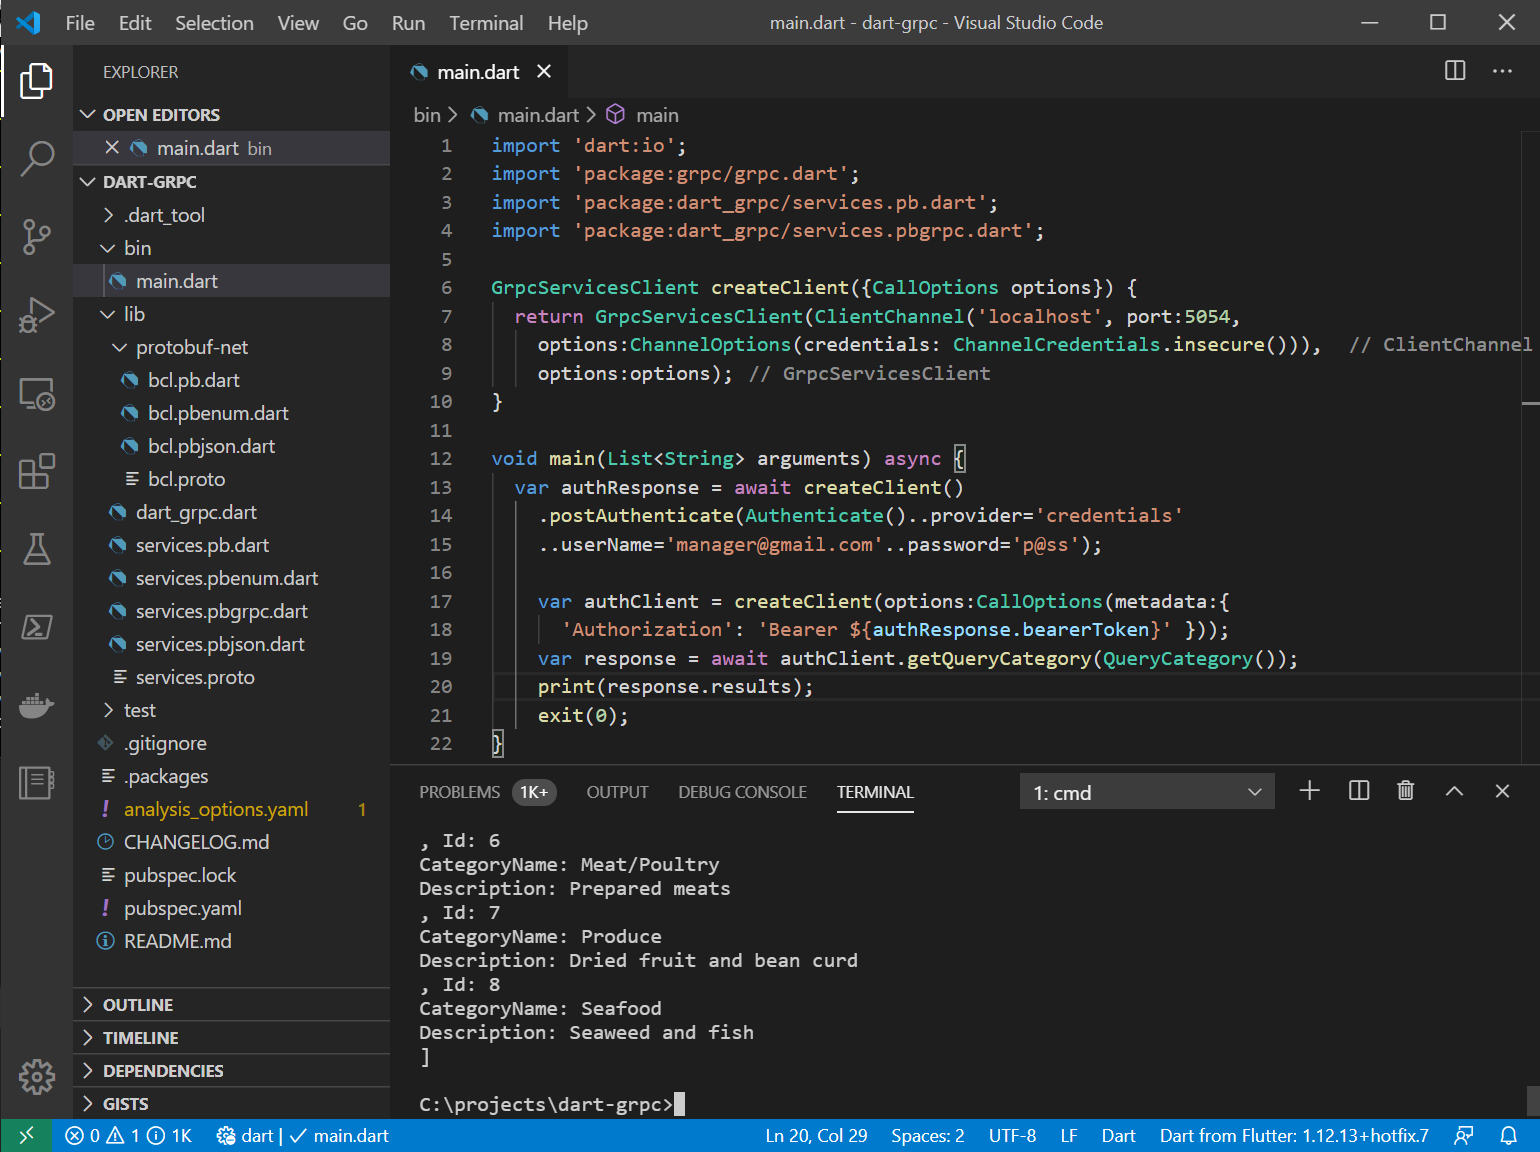 File Edit Selection View Go Run Terminal Help main.dart - dart-grpc - Visual Studio Code
EXPLORER
OPEN EDITORS
main.dart bin
DART-GRPC
.dart_tool
bin
main.dart
lib
protobuf-net
bcl.pb.dart
bcl.pbenum.dart
bcl.pbjson.dart
bcl.proto
dart_grpc.dart
services.pb.dart
services.pbenum.dart
services.pbgrpc.dart
services.pbjson.dart
services.proto
test
.gitignore
.packages
analysis_options.yaml 1
CHANGELOG.md
pubspec.lock
pubspec.yaml
README.md
OUTLINE
TIMELINE
DEPENDENCIES
GISTS
main.dart
bin > main.dart > main
1 import 'dart:io';
2 import 'package:grpc/grpc.dart';
3 import 'package:dart_grpc/services.pb.dart';
4 import 'package:dart_grpc/services.pbgrpc.dart';
5
6 GrpcServicesClient createClient({CallOptions options}) {
7 return GrpcServicesClient(ClientChannel('localhost', port:5054,
8 options:ChannelOptions(credentials: ChannelCredentials.insecure())), // ClientChannel
9 options:options); // GrpcServicesClient
10 }
11
12 void main(List<String> arguments) async {
13 var authResponse = await createClient()
14 .postAuthenticate(Authenticate()..provider='credentials'
15 ..userName='manager@gmail.com'..password='p@ss');
16
17 var authClient = createClient(options:CallOptions(metadata:{
18 'Authorization': 'Bearer ${authResponse.bearerToken}' }));
19 var response = await authClient.getQueryCategory(QueryCategory());
20 print(response.results);
21 exit(0);
22 }
PROBLEMS 1K+ OUTPUT DEBUG CONSOLE TERMINAL 1: cmd
, Id: 6
CategoryName: Meat/Poultry
Description: Prepared meats
, Id: 7
CategoryName: Produce
Description: Dried fruit and bean curd
, Id: 8
CategoryName: Seafood
Description: Seaweed and fish
]
C:\projects\dart-grpc>
0 1 1K dart | main.dart Ln 20, Col 29 Spaces: 2 UTF-8 LF Dart Dart from Flutter: 1.12.13+hotfix.7